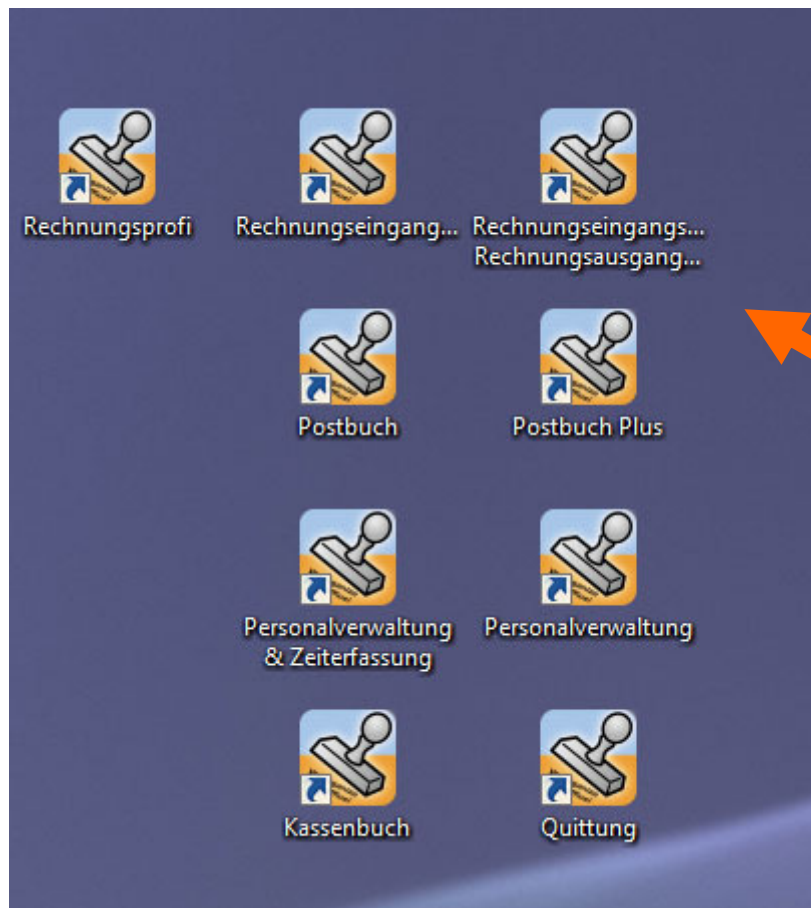 Rechnungsprofi
Rechnungseingang...
Rechnungseingangs...
Rechnungsausgang...
Postbuch
Postbuch Plus
Personalverwaltung
& Zeiterfassung
Personalverwaltung
Kassenbuch
Quittung